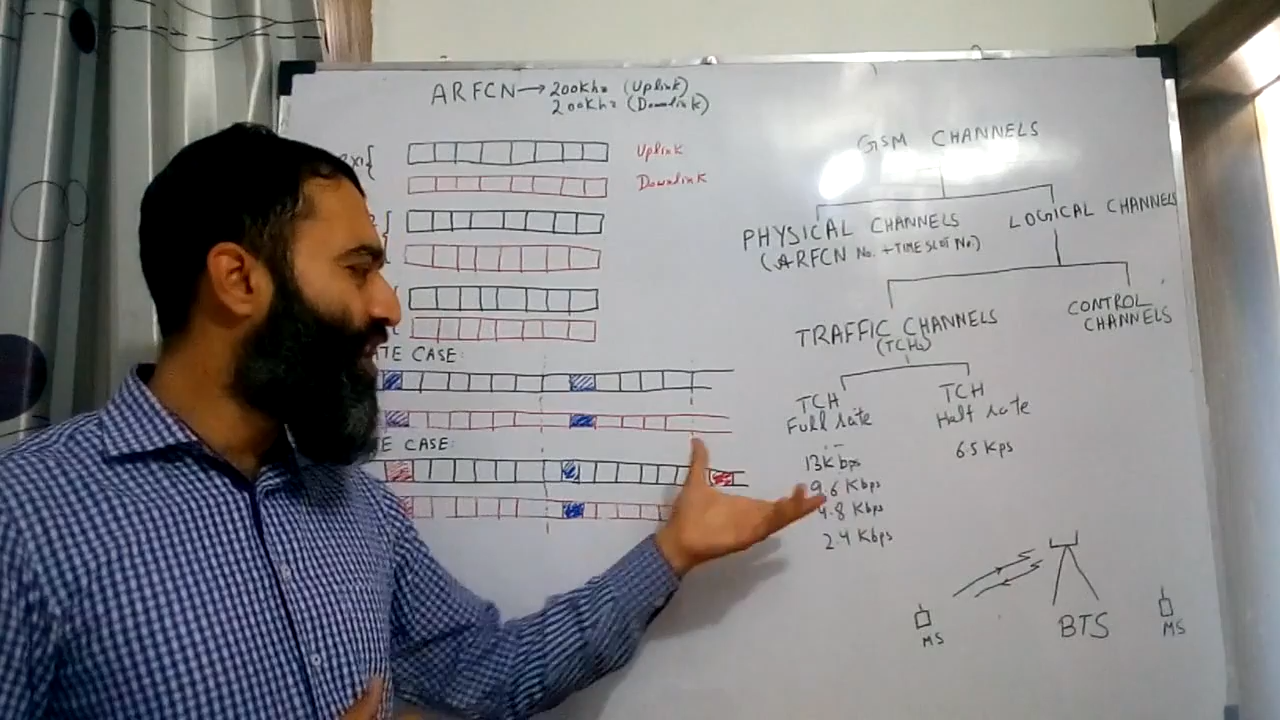 ARFCN → 200Khz (Uplink)
200Khz (Downlink)
Uplink
Downlink
ATE CASE:
E CASE:
GSM CHANNELS
PHYSICAL CHANNELS
(ARFCN No. + TIME SLOT No.)
LOGICAL CHANNELS
TRAFFIC CHANNELS
(TCHs)
CONTROL
CHANNELS
TCH
Full rate
13Kbps
9.6 Kbps
4.8 Kbps
2.4 Kbps
TCH
Half rate
6.5 Kps
MS
BTS
MS